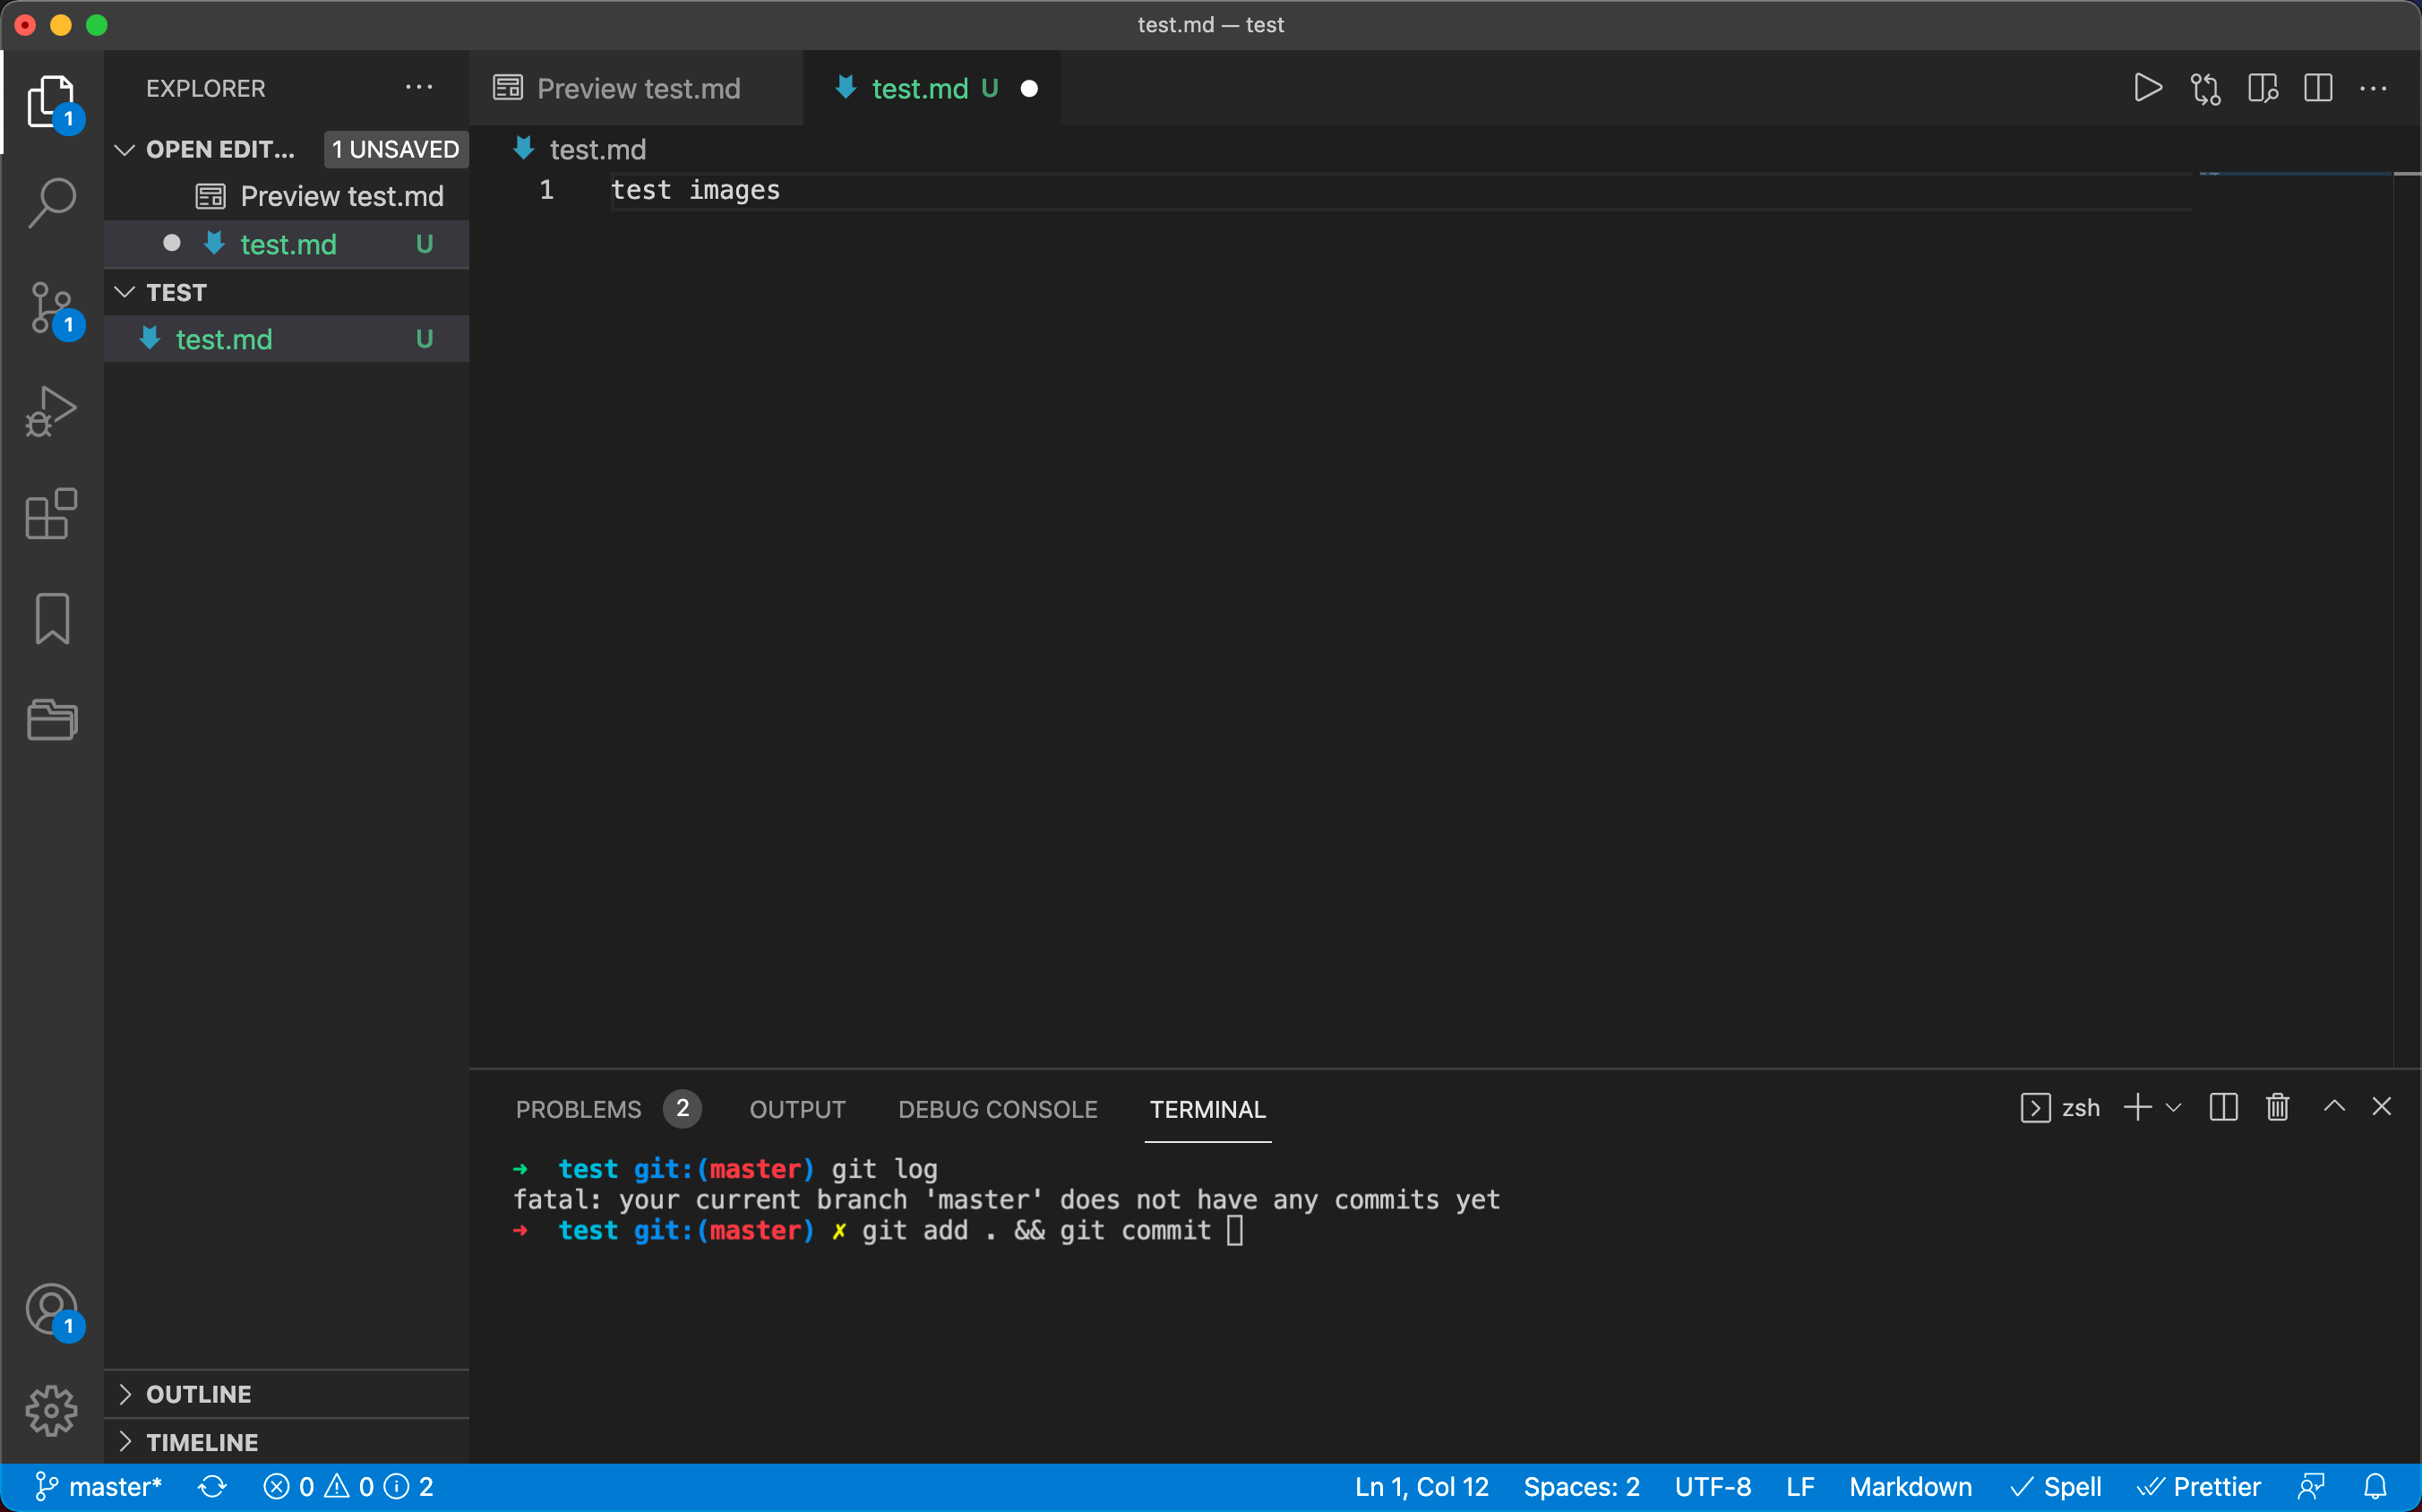 test.md — test
EXPLORER
Preview test.md
test.md U
OPEN EDIT... 1 UNSAVED
Preview test.md
test.md U
TEST
test.md U
OUTLINE
TIMELINE
1
1
1
test.md
1 test images
PROBLEMS 2 OUTPUT DEBUG CONSOLE TERMINAL zsh
➜ test git:(master) git log
fatal: your current branch 'master' does not have any commits yet
➜ test git:(master) ✗ git add . && git commit
master* 0 0 2 Ln 1, Col 12 Spaces: 2 UTF-8 LF Markdown Spell Prettier